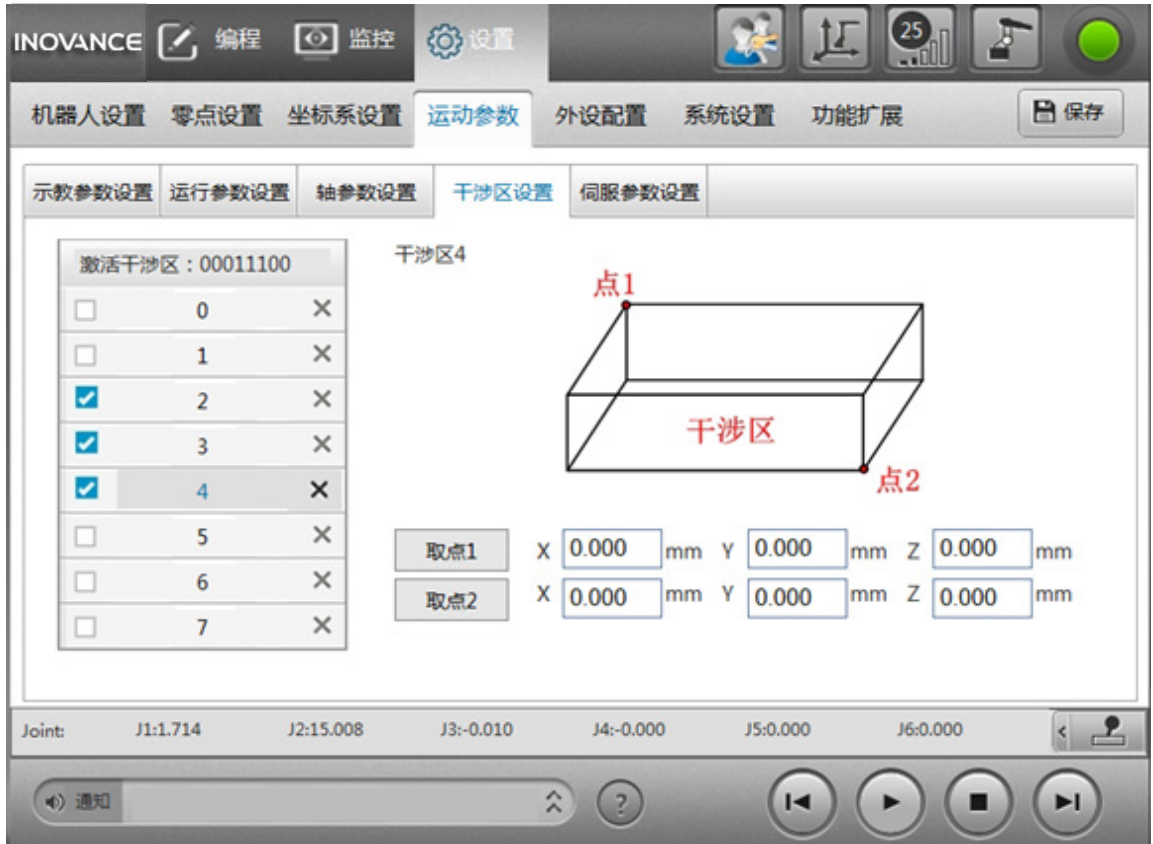 INOVANCE 编程 监控 设置 25
机器人设置 零点设置 坐标系设置 运动参数 外设配置 系统设置 功能扩展 保存
示教参数设置 运行参数设置 轴参数设置 干涉区设置 伺服参数设置
激活干涉区：00011100
0
1
2
3
4
5
6
7
干涉区4
点1
干涉区
点2
取点1 X 0.000 mm Y 0.000 mm Z 0.000 mm
取点2 X 0.000 mm Y 0.000 mm Z 0.000 mm
Joint: J1:1.714 J2:15.008 J3:-0.010 J4:-0.000 J5:0.000 J6:0.000
通知 ?